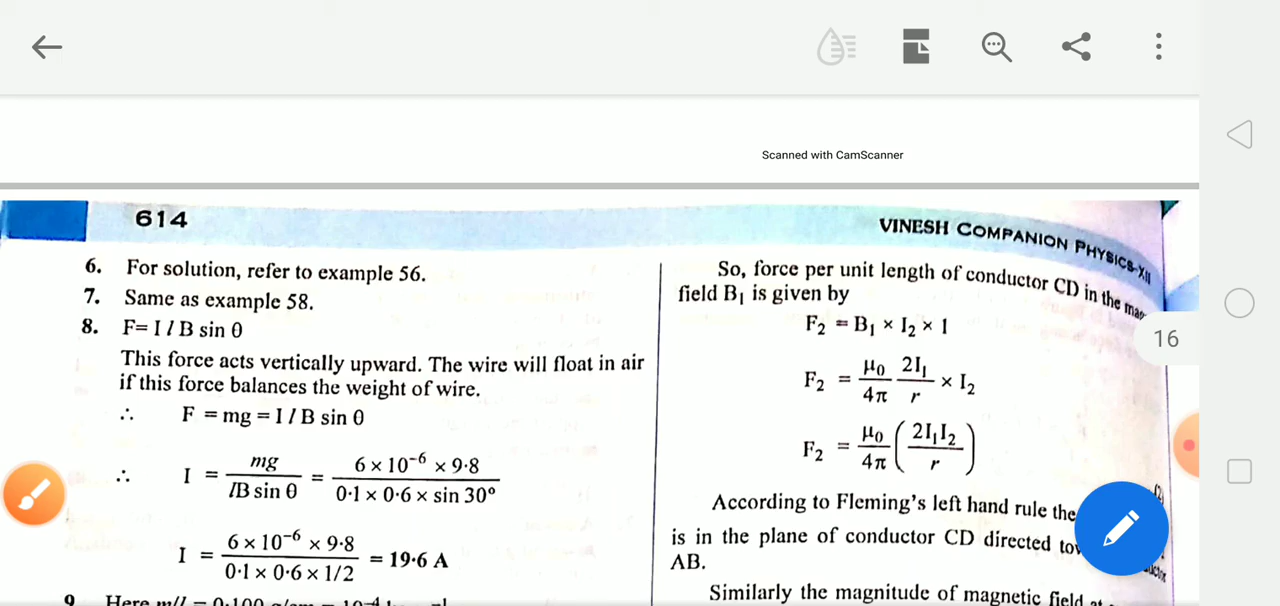 Scanned with CamScanner
614
VINESH COMPANION PHYSICS-XII
6. For solution, refer to example 56.
7. Same as example 58.
8. F= I l B sin θ
This force acts vertically upward. The wire will float in air
if this force balances the weight of wire.
∴ F = mg = I l B sin θ
∴ I = mg / lB sin θ = 6 × 10⁻⁶ × 9·8 / 0·1 × 0·6 × sin 30°
I = 6 × 10⁻⁶ × 9·8 / 0·1 × 0·6 × 1/2 = 19·6 A
9 Here m/l = 0·100
So, force per unit length of conductor CD in the
field B₁ is given by
F₂ = B₁ × I₂ × 1
F₂ = μ₀ / 4π 2I₁ / r × I₂
F₂ = μ₀ / 4π ( 2I₁I₂ / r )
According to Fleming's left hand rule the
is in the plane of conductor CD directed
AB.
Similarly the magnitude of magnetic field
16